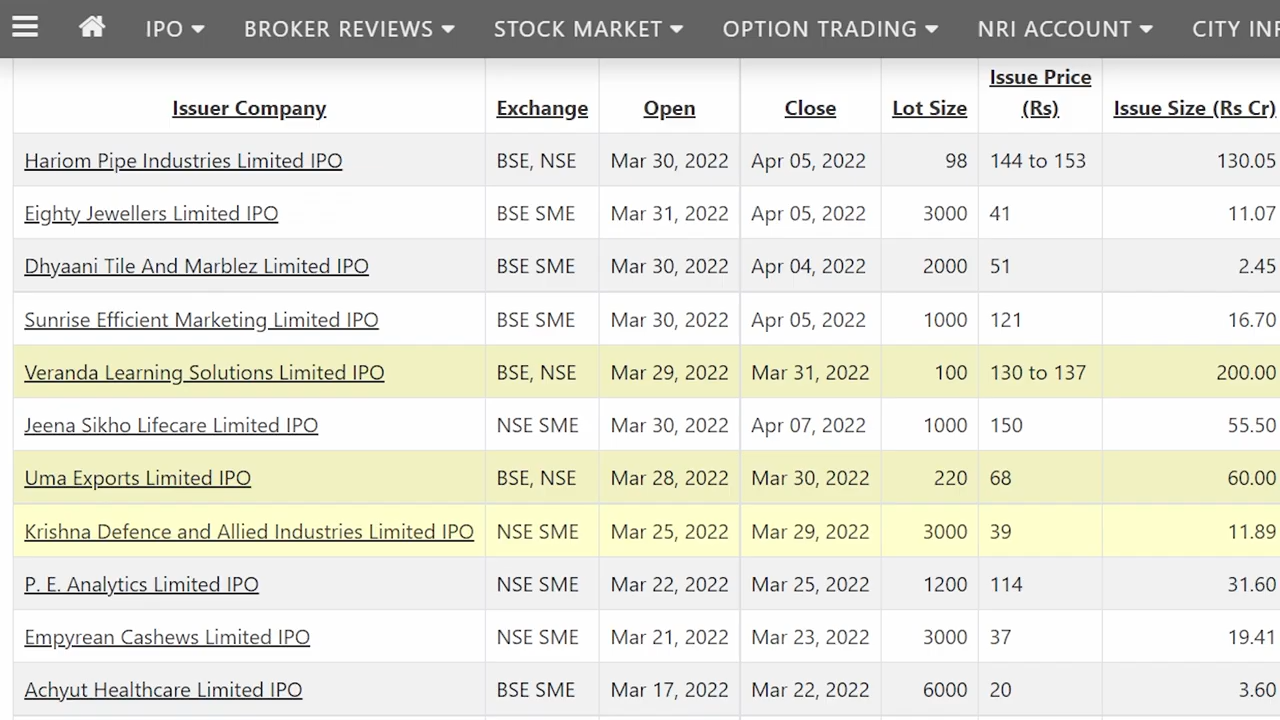 IPO BROKER REVIEWS STOCK MARKET OPTION TRADING NRI ACCOUNT CITY
Issuer Company Exchange Open Close Lot Size Issue Price (Rs) Issue Size (Rs Cr)
Hariom Pipe Industries Limited IPO BSE, NSE Mar 30, 2022 Apr 05, 2022 98 144 to 153 130.05
Eighty Jewellers Limited IPO BSE SME Mar 31, 2022 Apr 05, 2022 3000 41 11.07
Dhyaani Tile And Marblez Limited IPO BSE SME Mar 30, 2022 Apr 04, 2022 2000 51 2.45
Sunrise Efficient Marketing Limited IPO BSE SME Mar 30, 2022 Apr 05, 2022 1000 121 16.70
Veranda Learning Solutions Limited IPO BSE, NSE Mar 29, 2022 Mar 31, 2022 100 130 to 137 200.00
Jeena Sikho Lifecare Limited IPO NSE SME Mar 30, 2022 Apr 07, 2022 1000 150 55.50
Uma Exports Limited IPO BSE, NSE Mar 28, 2022 Mar 30, 2022 220 68 60.00
Krishna Defence and Allied Industries Limited IPO NSE SME Mar 25, 2022 Mar 29, 2022 3000 39 11.89
P. E. Analytics Limited IPO NSE SME Mar 22, 2022 Mar 25, 2022 1200 114 31.60
Empyrean Cashews Limited IPO NSE SME Mar 21, 2022 Mar 23, 2022 3000 37 19.41
Achyut Healthcare Limited IPO BSE SME Mar 17, 2022 Mar 22, 2022 6000 20 3.60